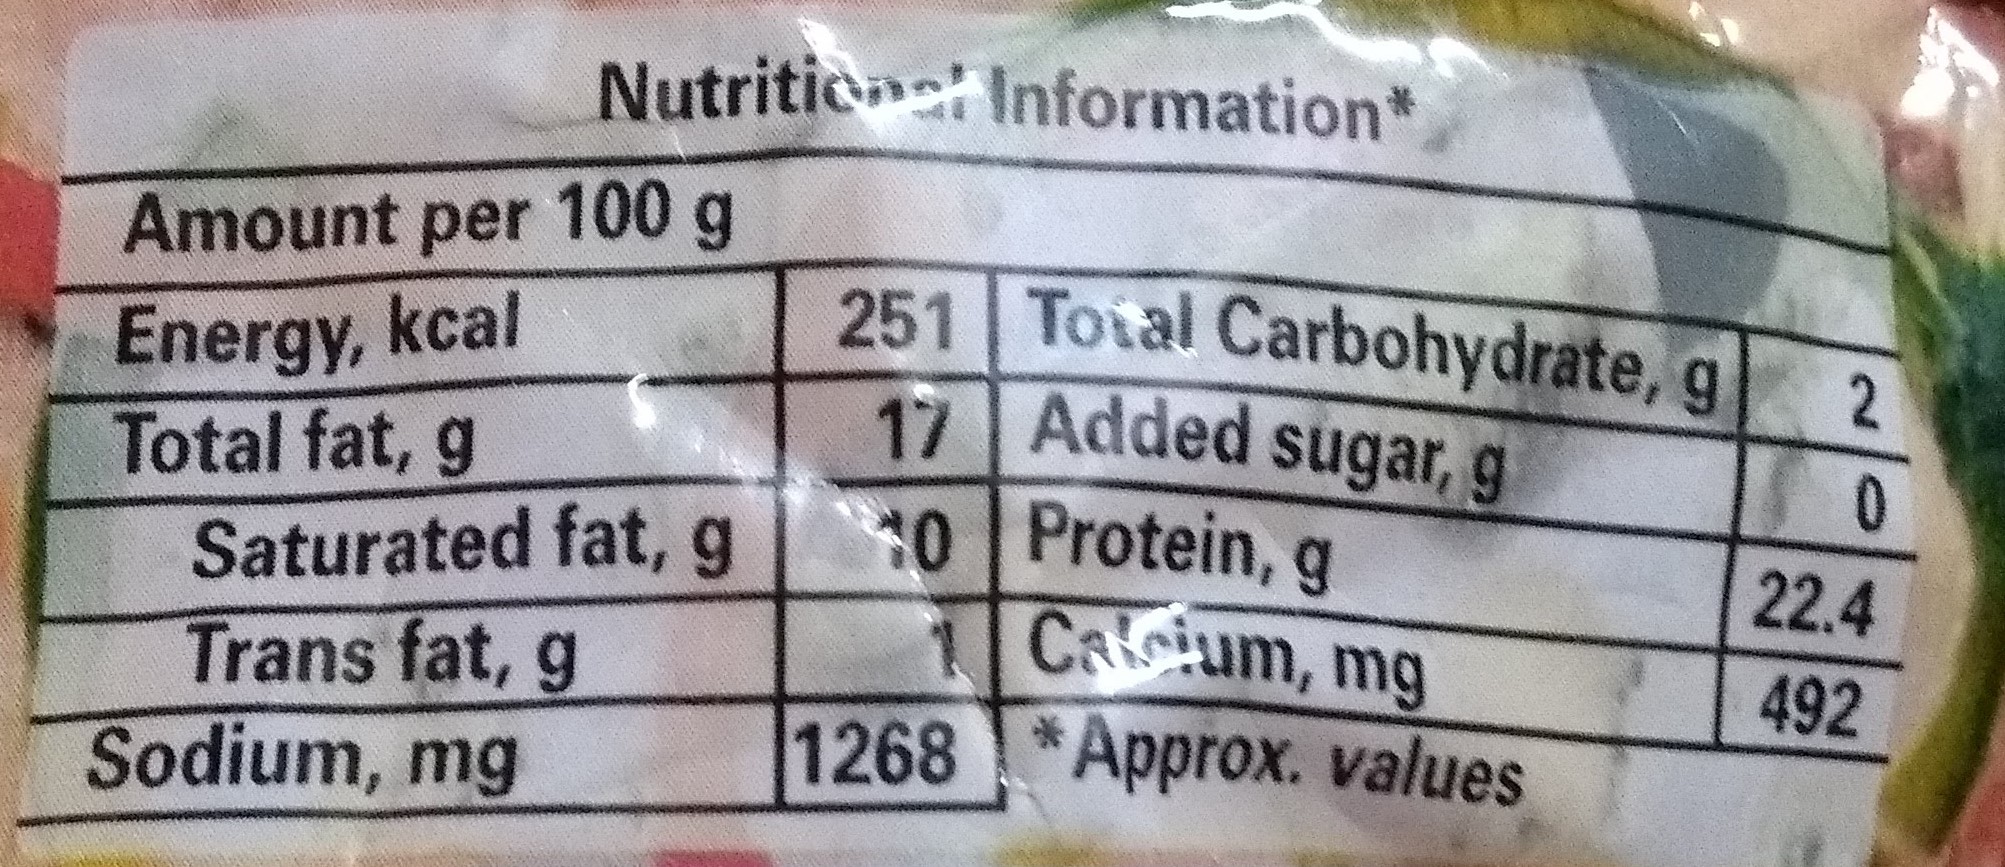 Nutritional Information*
Amount per 100 g
Energy, kcal 251 Total Carbohydrate, g 2
Total fat, g 17 Added sugar, g 0
Saturated fat, g 10 Protein, g 22.4
Trans fat, g 1 Calcium, mg 492
Sodium, mg 1268 *Approx. values